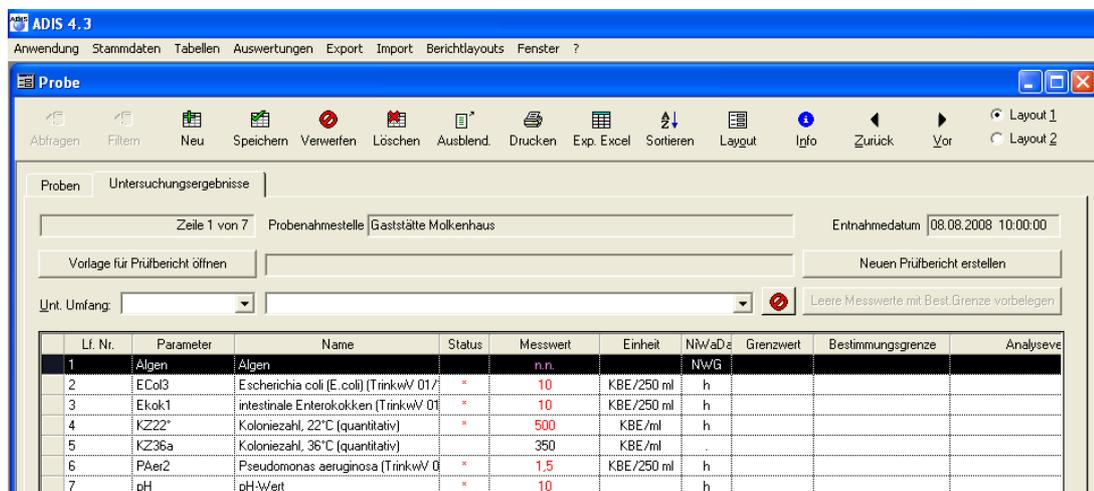 ADIS 4.3
Anwendung Stammdaten Tabellen Auswertungen Export Import Berichtlayouts Fenster ?
Probe
Abfragen Filtern Neu Speichern Verwerfen Löschen Ausblend. Drucken Exp. Excel Sortieren Layout Info Zurück Vor Layout 1
Layout 2
Proben Untersuchungsergebnisse
Zeile 1 von 7 Probenahmestelle Gaststätte Molkenhaus Entnahmedatum 08.08.2008 10:00:00
Vorlage für Prüfbericht öffnen Neuen Prüfbericht erstellen
Unt. Umfang: Leere Messwerte mit Best.Grenze vorbelegen
Lf. Nr. Parameter Name Status Messwert Einheit NiWaDa Grenzwert Bestimmungsgrenze Analyseve
1 Algen Algen n.n. NWG
2 ECol3 Escherichia coli (E.coli) (TrinkwV 01/ * 10 KBE/250 ml h
3 Ekok1 intestinale Enterokokken (TrinkwV 01 * 10 KBE/250 ml h
4 KZ22° Koloniezahl, 22°C (quantitativ) * 500 KBE/ml h
5 KZ36a Koloniezahl, 36°C (quantitativ) 350 KBE/ml .
6 PAer2 Pseudomonas aeruginosa (TrinkwV 0 * 1,5 KBE/250 ml h
7 pH pH-Wert * 10 h